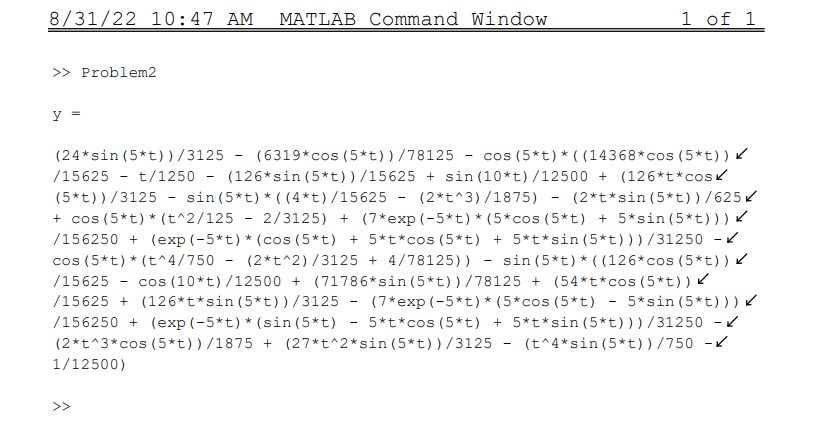 8/31/22 10:47 AM  MATLAB Command Window  1 of 1
>> Problem2
y =
(24*sin(5*t))/3125 - (6319*cos(5*t))/78125 - cos(5*t)*((14368*cos(5*t))↙
/15625 - t/1250 - (126*sin(5*t))/15625 + sin(10*t)/12500 + (126*t*cos↙
(5*t))/3125 - sin(5*t)*((4*t)/15625 - (2*t^3)/1875) - (2*t*sin(5*t))/625↙
+ cos(5*t)*(t^2/125 - 2/3125) + (7*exp(-5*t)*(5*cos(5*t) + 5*sin(5*t)))↙
/156250 + (exp(-5*t)*(cos(5*t) + 5*t*cos(5*t) + 5*t*sin(5*t)))/31250 -↙
cos(5*t)*(t^4/750 - (2*t^2)/3125 + 4/78125)) - sin(5*t)*((126*cos(5*t))↙
/15625 - cos(10*t)/12500 + (71786*sin(5*t))/78125 + (54*t*cos(5*t))↙
/15625 + (126*t*sin(5*t))/3125 - (7*exp(-5*t)*(5*cos(5*t) - 5*sin(5*t)))↙
/156250 + (exp(-5*t)*(sin(5*t) - 5*t*cos(5*t) + 5*t*sin(5*t)))/31250 -↙
(2*t^3*cos(5*t))/1875 + (27*t^2*sin(5*t))/3125 - (t^4*sin(5*t))/750 -↙
1/12500)
>>